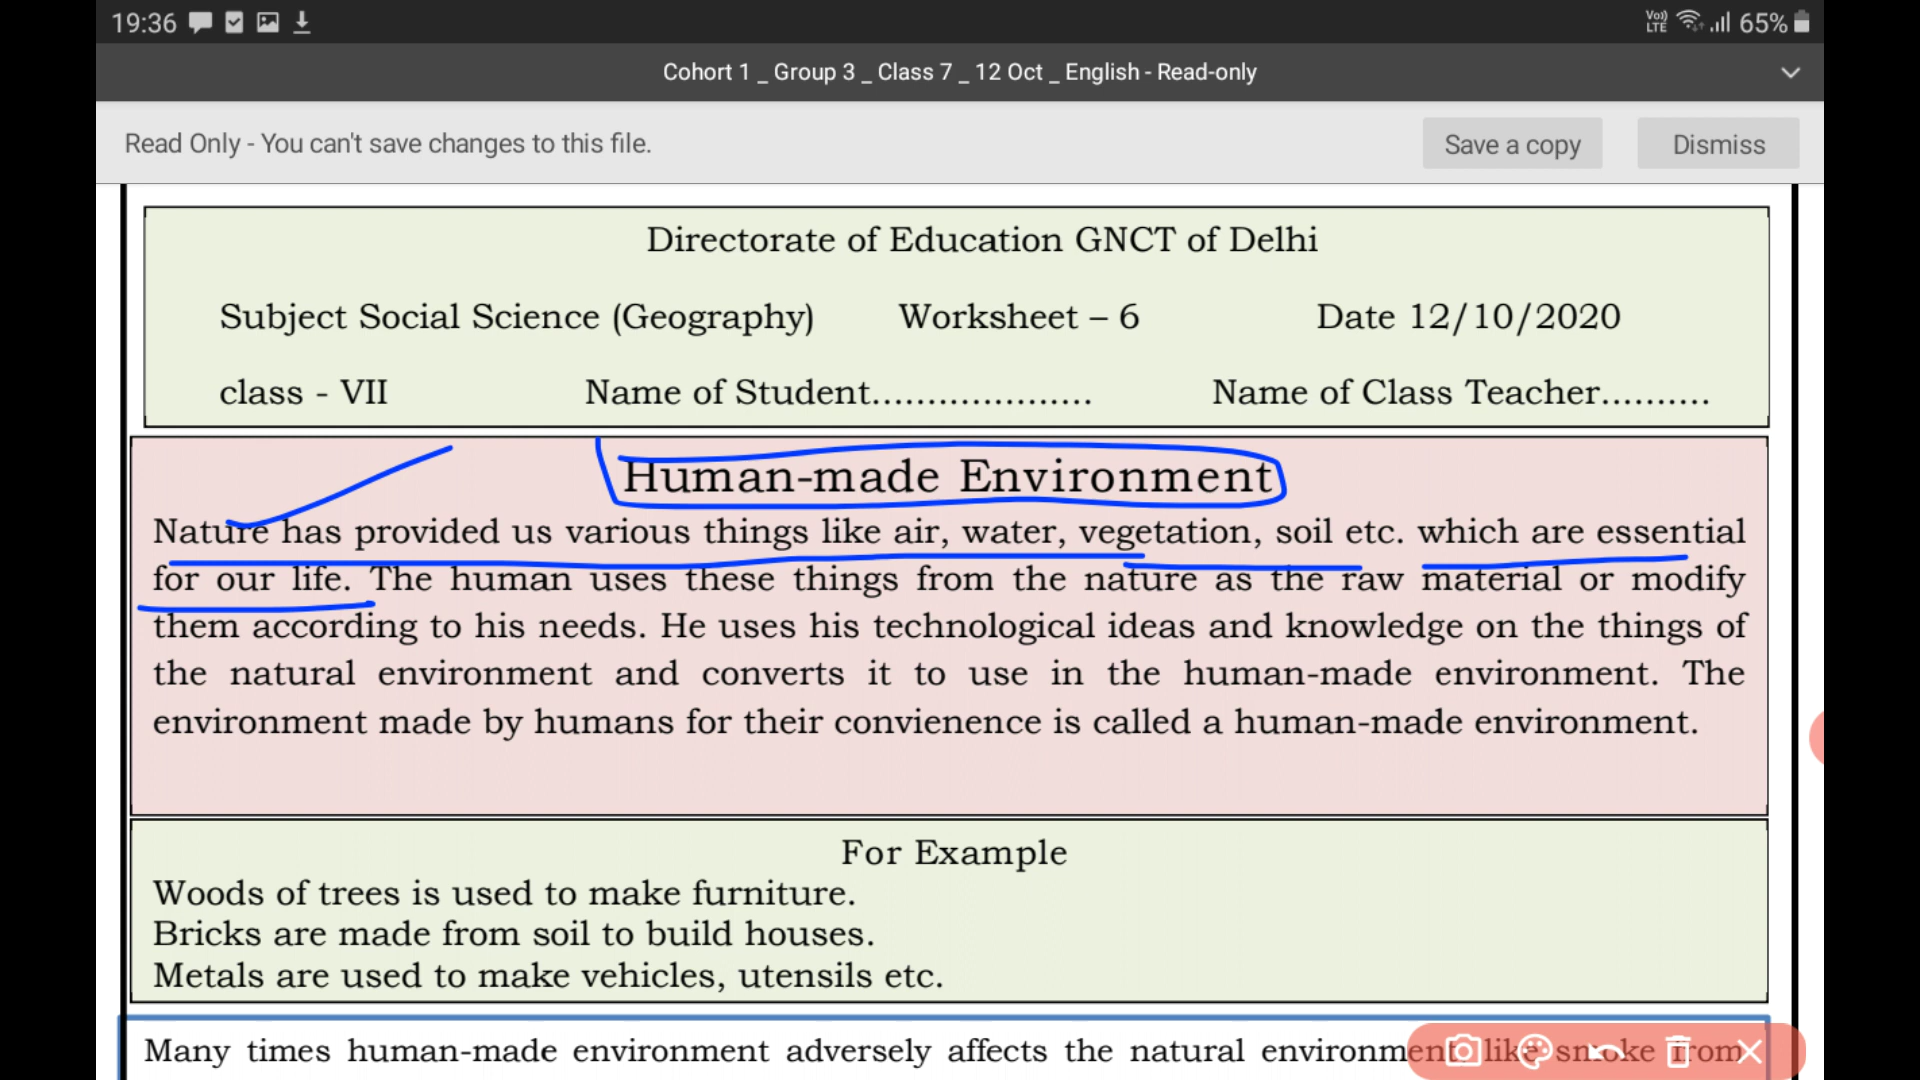 19:36
Vo)) LTE 65%
Cohort 1 _ Group 3 _ Class 7 _ 12 Oct _ English - Read-only
Read Only - You can't save changes to this file.
Save a copy
Dismiss
Directorate of Education GNCT of Delhi
Subject Social Science (Geography) Worksheet – 6 Date 12/10/2020
class - VII Name of Student.................... Name of Class Teacher..........
Human-made Environment
Nature has provided us various things like air, water, vegetation, soil etc. which are essential
for our life. The human uses these things from the nature as the raw material or modify
them according to his needs. He uses his technological ideas and knowledge on the things of
the natural environment and converts it to use in the human-made environment. The
environment made by humans for their convienence is called a human-made environment.
For Example
Woods of trees is used to make furniture.
Bricks are made from soil to build houses.
Metals are used to make vehicles, utensils etc.
Many times human-made environment adversely affects the natural environment like smoke from